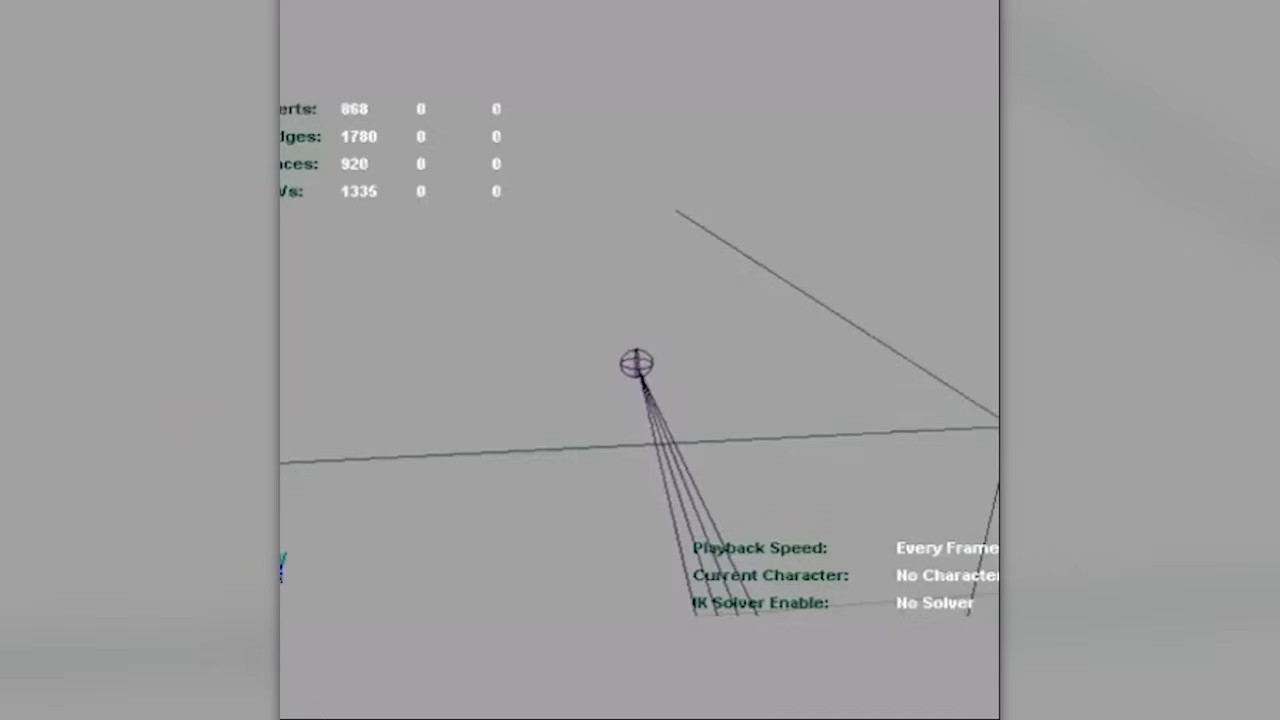 erts: 868 0 0
dges: 1780 0 0
aces: 920 0 0
Vs: 1335 0 0
Playback Speed: Every Frame
Current Character: No Character
IK Solver Enable: No Solver